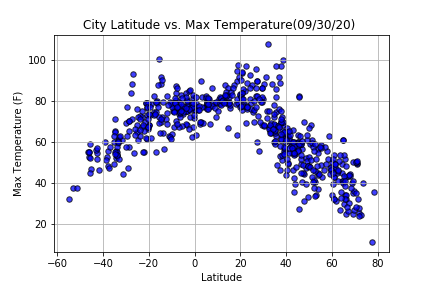 City Latitude vs. Max Temperature(09/30/20)
Max Temperature (F)
100
80
60
40
20
−60 −40 −20 0 20 40 60 80
Latitude